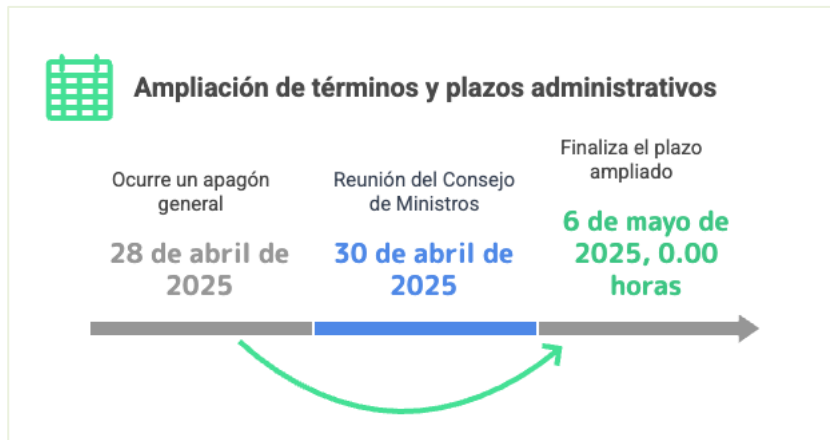 Ampliación de términos y plazos administrativos
Ocurre un apagón
general
28 de abril de
2025
Reunión del Consejo
de Ministros
30 de abril de
2025
Finaliza el plazo
ampliado
6 de mayo de
2025, 0.00
horas